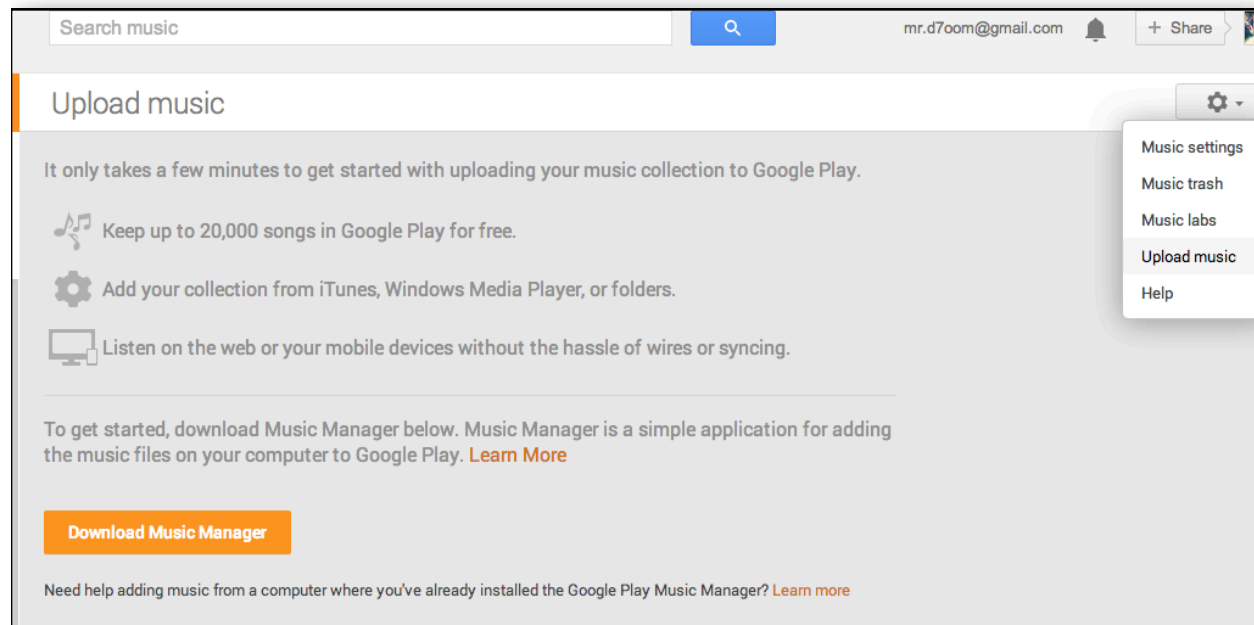 Search music
mr.d7oom@gmail.com
+ Share
Upload music
Music settings
Music trash
Music labs
Upload music
Help
It only takes a few minutes to get started with uploading your music collection to Google Play.
Keep up to 20,000 songs in Google Play for free.
Add your collection from iTunes, Windows Media Player, or folders.
Listen on the web or your mobile devices without the hassle of wires or syncing.
To get started, download Music Manager below. Music Manager is a simple application for adding
the music files on your computer to Google Play. Learn More
Download Music Manager
Need help adding music from a computer where you've already installed the Google Play Music Manager? Learn more